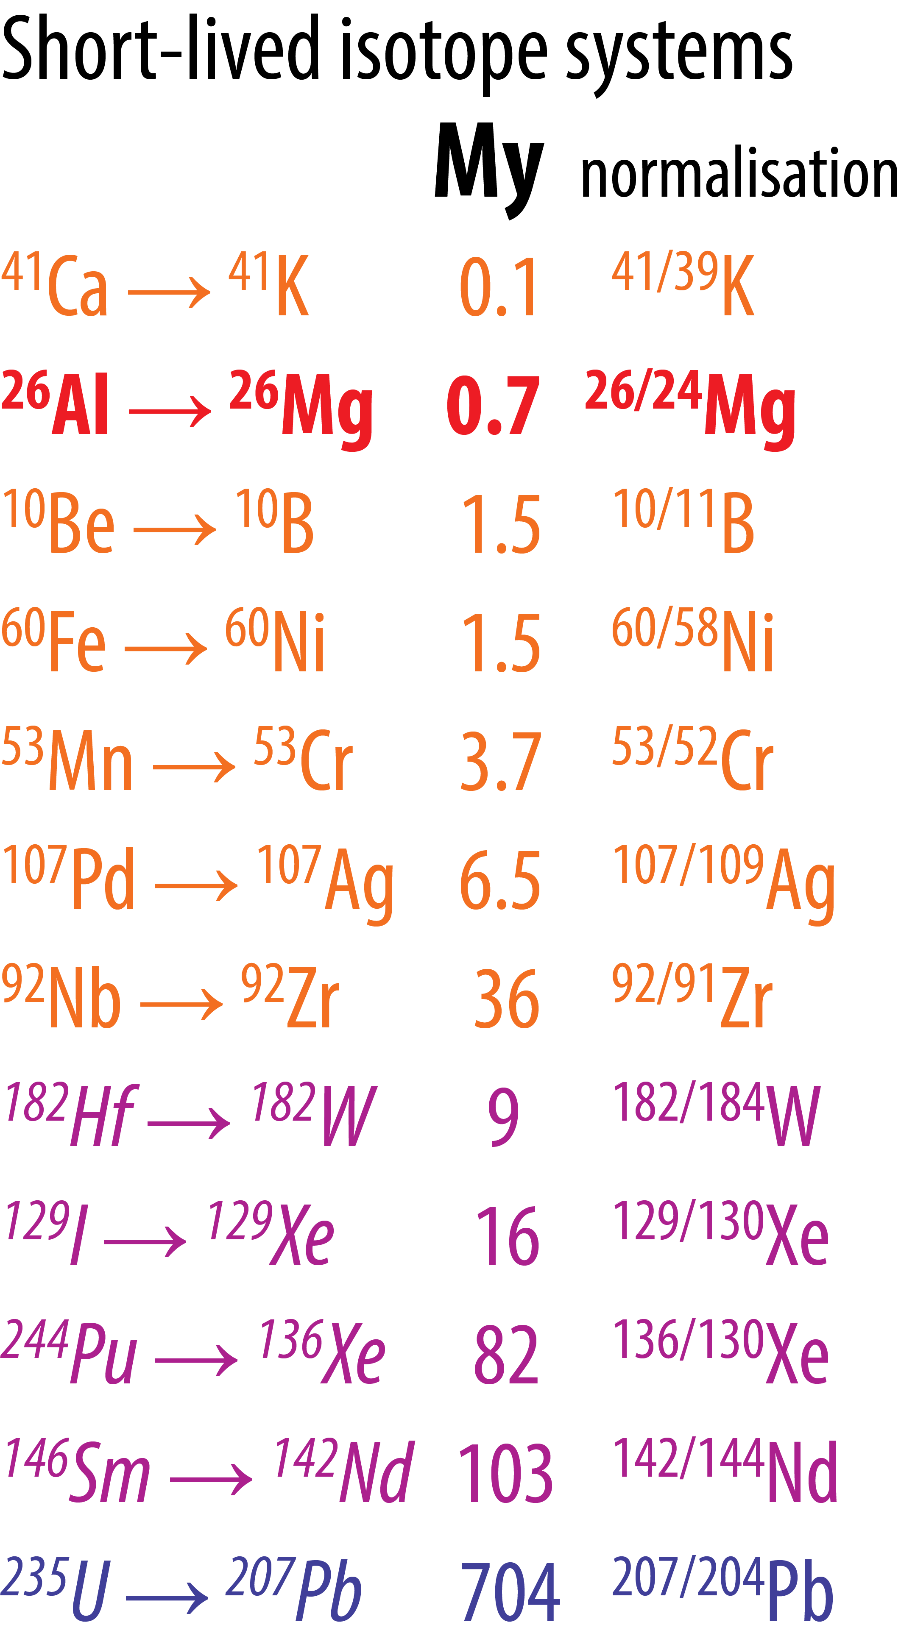 Short-lived isotope systems
My normalisation
⁴¹Ca → ⁴¹K 0.1 ⁴¹/³⁹K
²⁶Al → ²⁶Mg 0.7 ²⁶/²⁴Mg
¹⁰Be → ¹⁰B 1.5 ¹⁰/¹¹B
⁶⁰Fe → ⁶⁰Ni 1.5 ⁶⁰/⁵⁸Ni
⁵³Mn → ⁵³Cr 3.7 ⁵³/⁵²Cr
¹⁰⁷Pd → ¹⁰⁷Ag 6.5 ¹⁰⁷/¹⁰⁹Ag
⁹²Nb → ⁹²Zr 36 ⁹²/⁹¹Zr
¹⁸²Hf → ¹⁸²W 9 ¹⁸²/¹⁸⁴W
¹²⁹I → ¹²⁹Xe 16 ¹²⁹/¹³⁰Xe
²⁴⁴Pu → ¹³⁶Xe 82 ¹³⁶/¹³⁰Xe
¹⁴⁶Sm → ¹⁴²Nd 103 ¹⁴²/¹⁴⁴Nd
²³⁵U → ²⁰⁷Pb 704 ²⁰⁷/²⁰⁴Pb